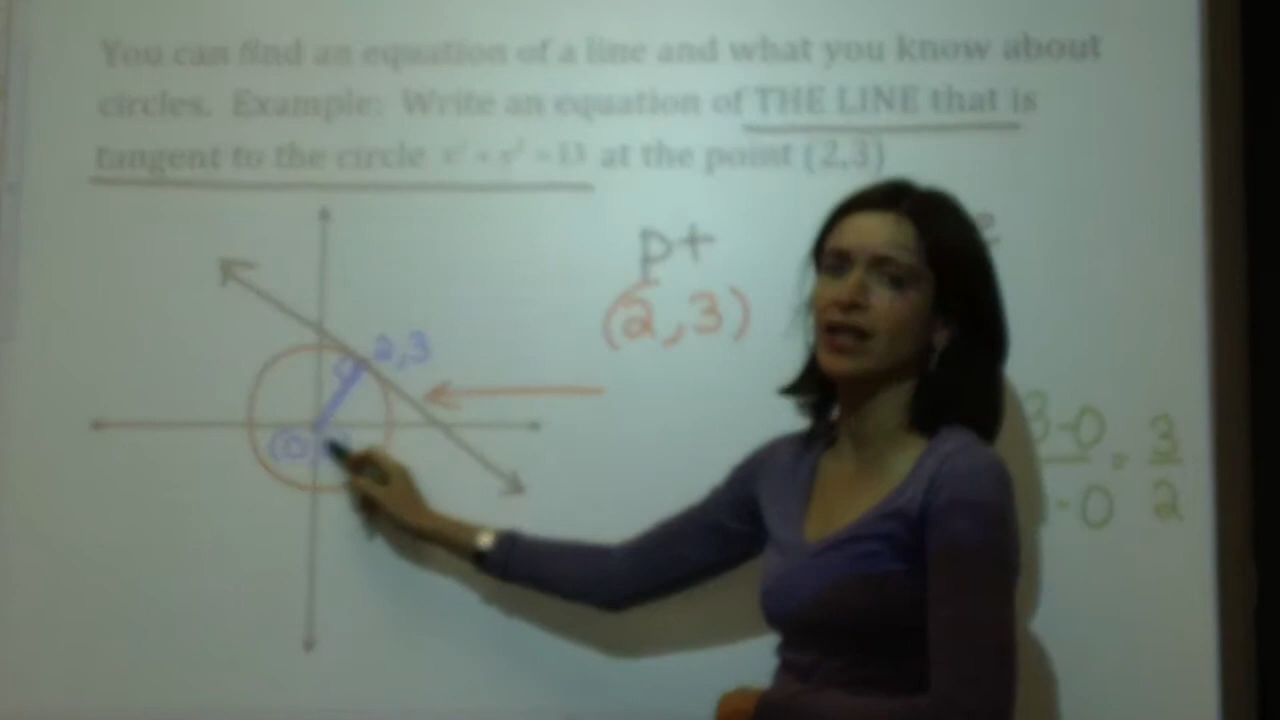 You can find an equation of a line and what you know about
circles. Example: Write an equation of THE LINE that is
tangent to the circle x² + y² = 13 at the point (2,3)
pt
(2,3)
2,3
(0,
3-0 = 3
-0 2